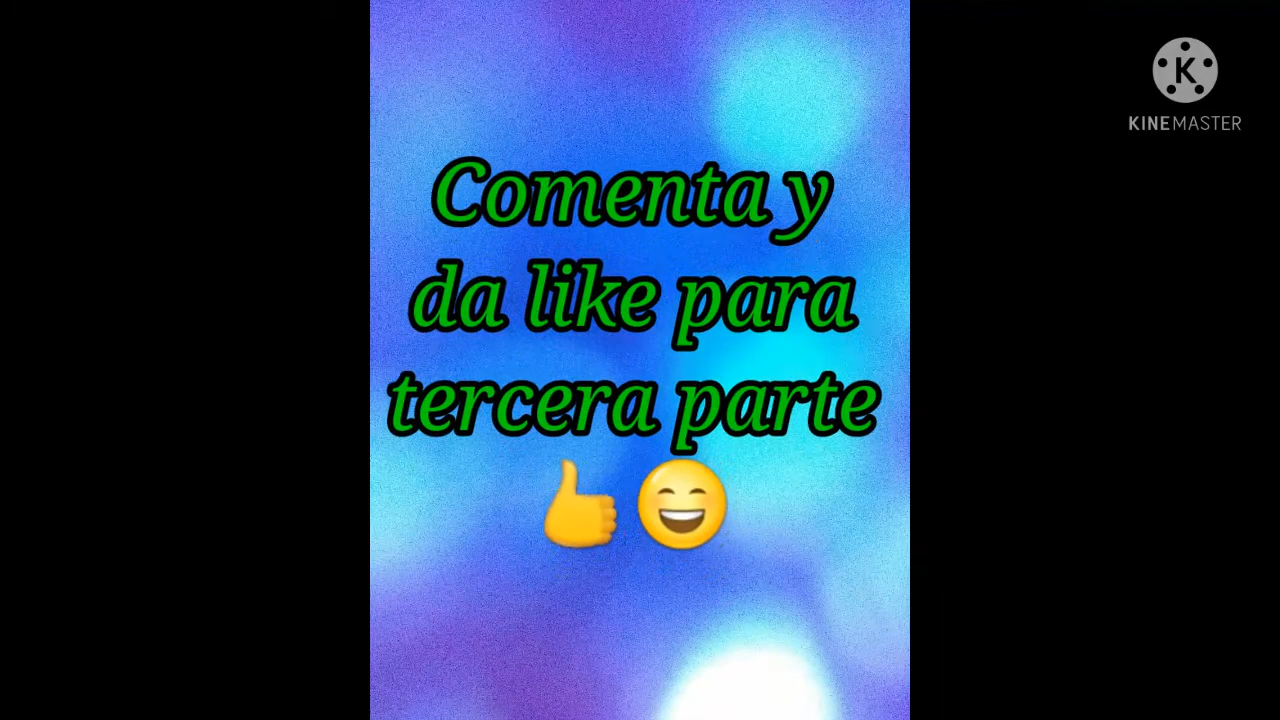 Comenta y
da like para
tercera parte
👍😄
K
KINEMASTER